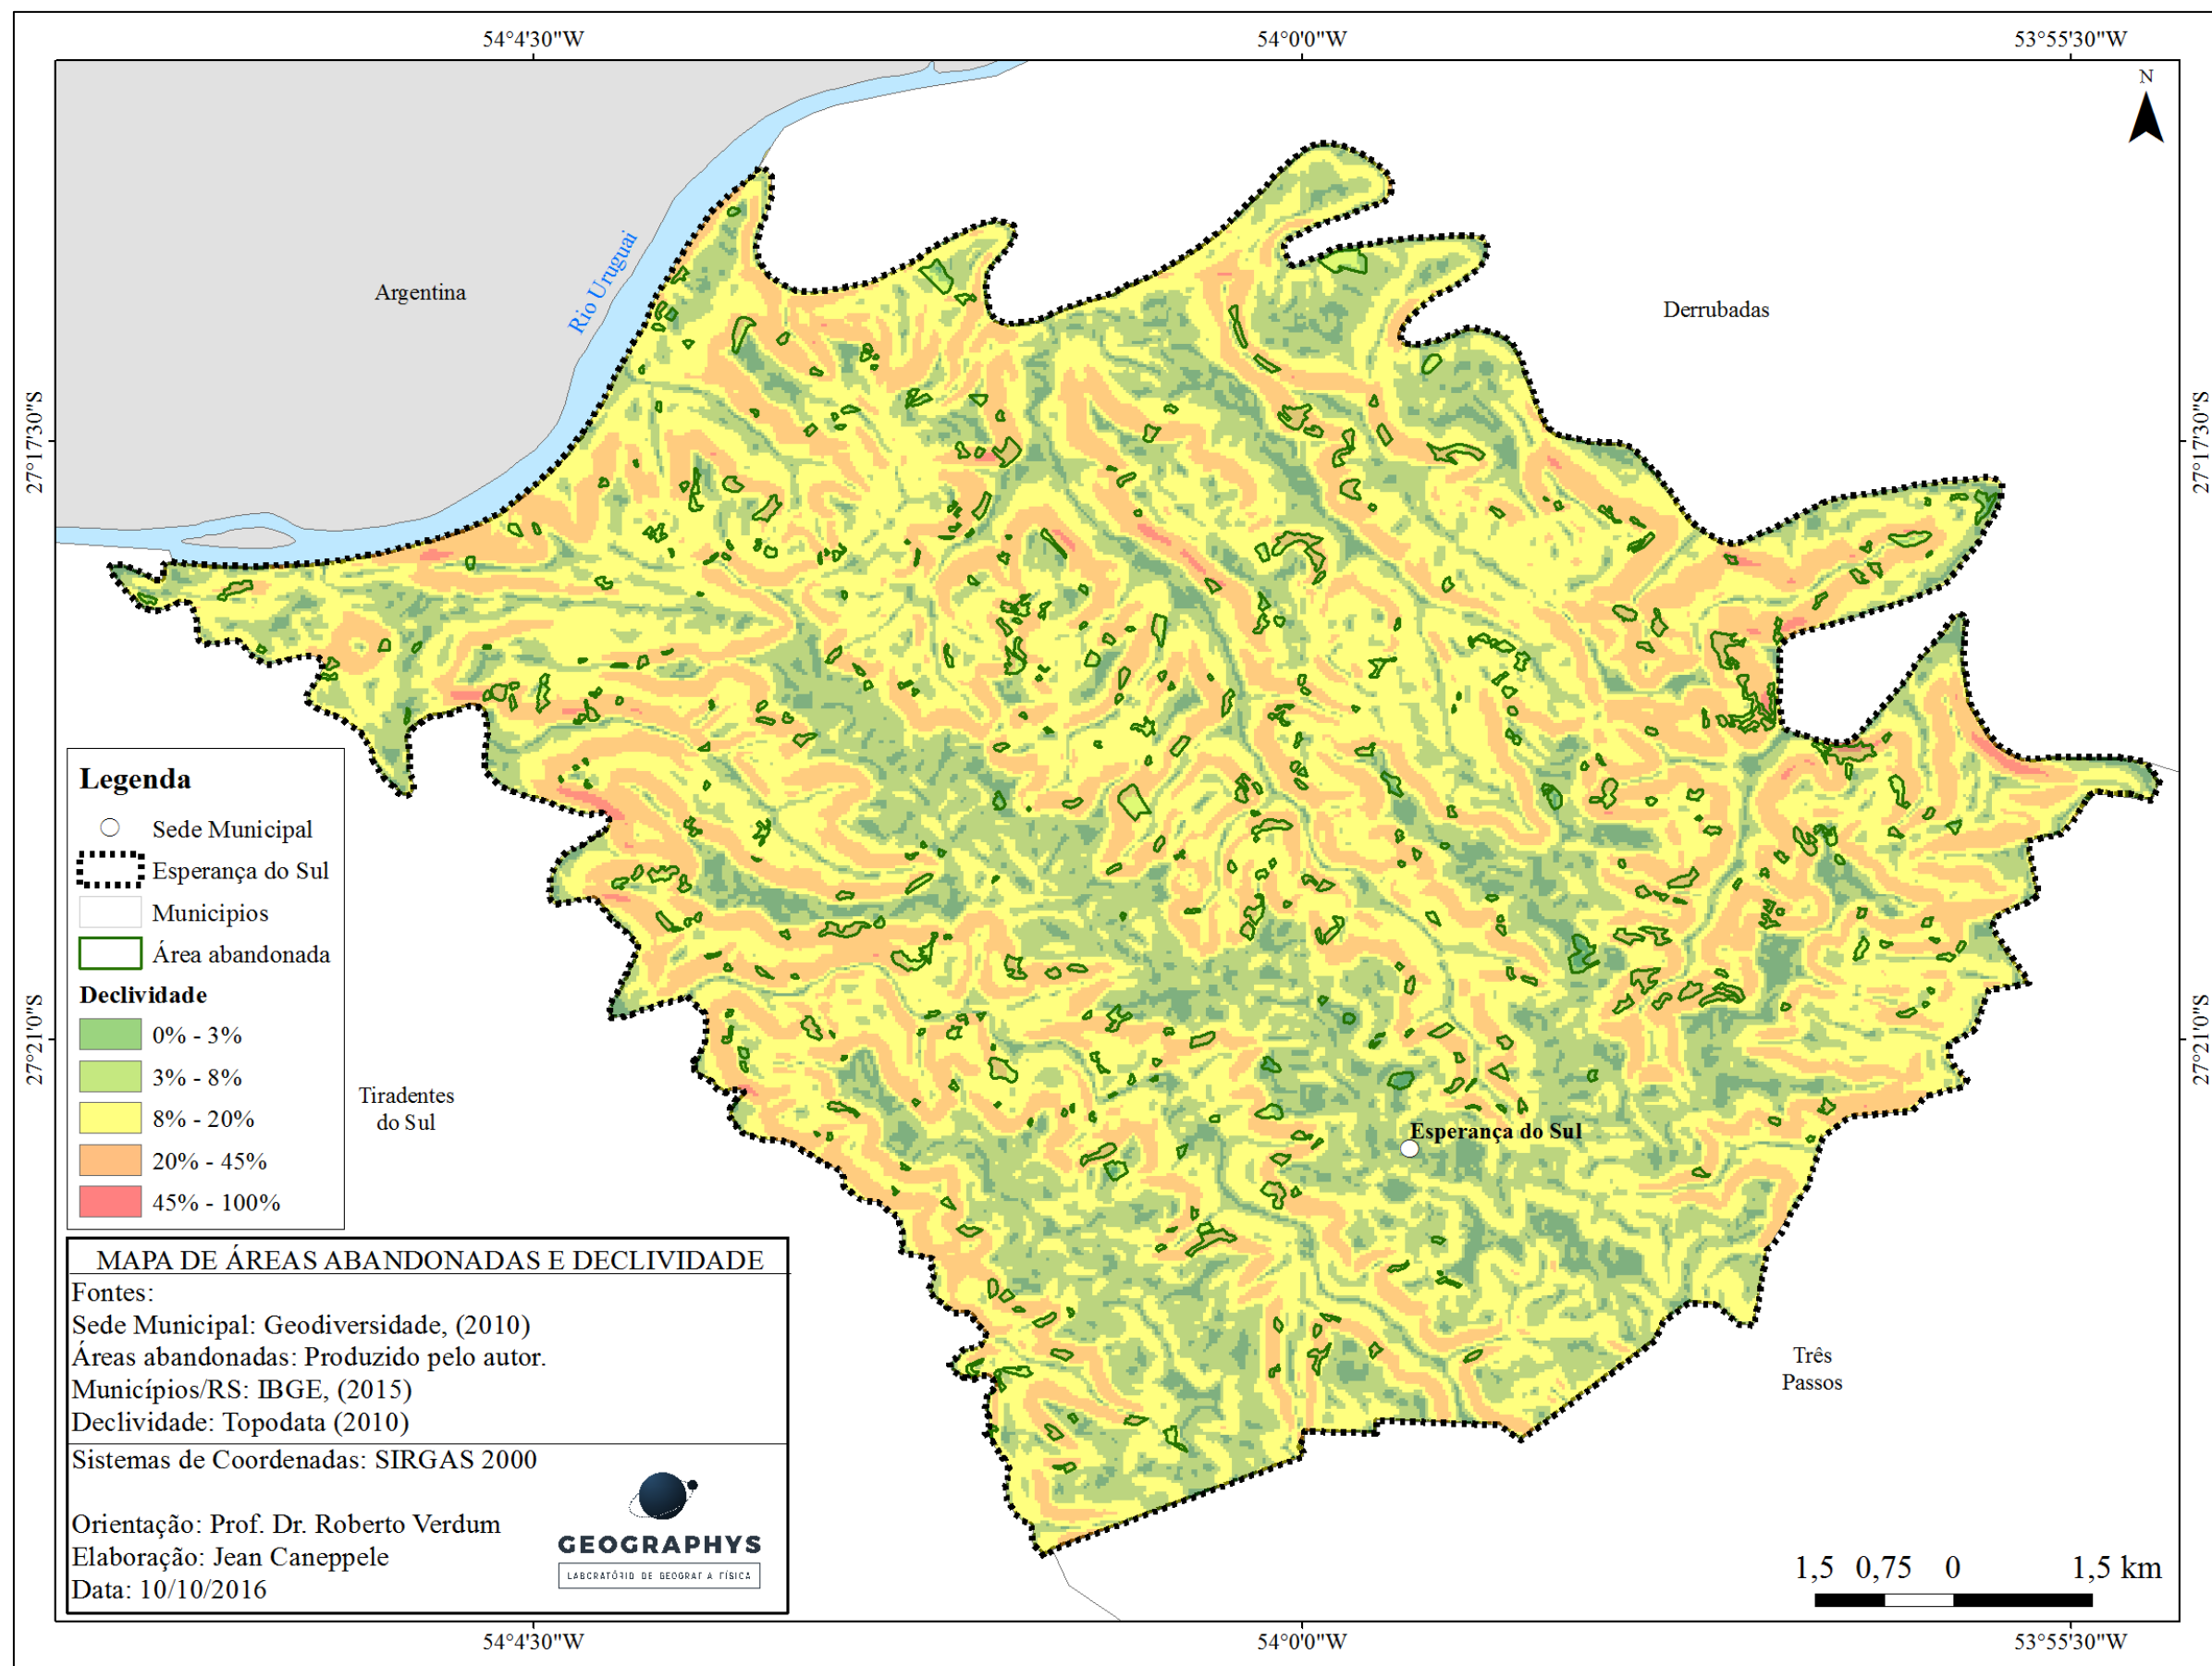 54°4'30"W
54°0'0"W
53°55'30"W
N
Argentina
Rio Uruguai
Derrubadas
27°17'30"S
27°17'30"S
Legenda
Sede Municipal
Esperança do Sul
Municipios
Área abandonada
Declividade
0% - 3%
3% - 8%
8% - 20%
20% - 45%
45% - 100%
27°21'0"S
27°21'0"S
Tiradentes
do Sul
Esperança do Sul
Três
Passos
MAPA DE ÁREAS ABANDONADAS E DECLIVIDADE
Fontes:
Sede Municipal: Geodiversidade, (2010)
Áreas abandonadas: Produzido pelo autor.
Municípios/RS: IBGE, (2015)
Declividade: Topodata (2010)
Sistemas de Coordenadas: SIRGAS 2000
Orientação: Prof. Dr. Roberto Verdum
Elaboração: Jean Caneppele
Data: 10/10/2016
GEOGRAPHYS
LABORATÓRIO DE GEOGRAF A FÍSICA
1,5 0,75 0 1,5 km
54°4'30"W
54°0'0"W
53°55'30"W